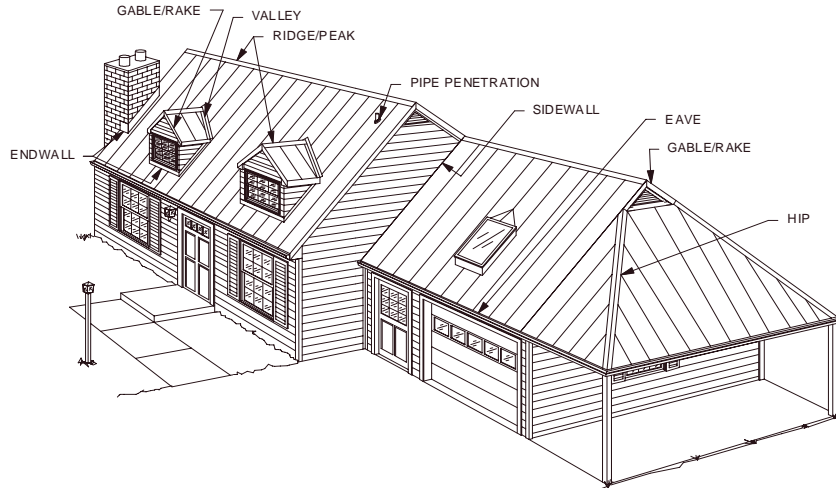 GABLE/RAKE
VALLEY
RIDGE/PEAK
PIPE PENETRATION
SIDEWALL
EAVE
GABLE/RAKE
ENDWALL
HIP